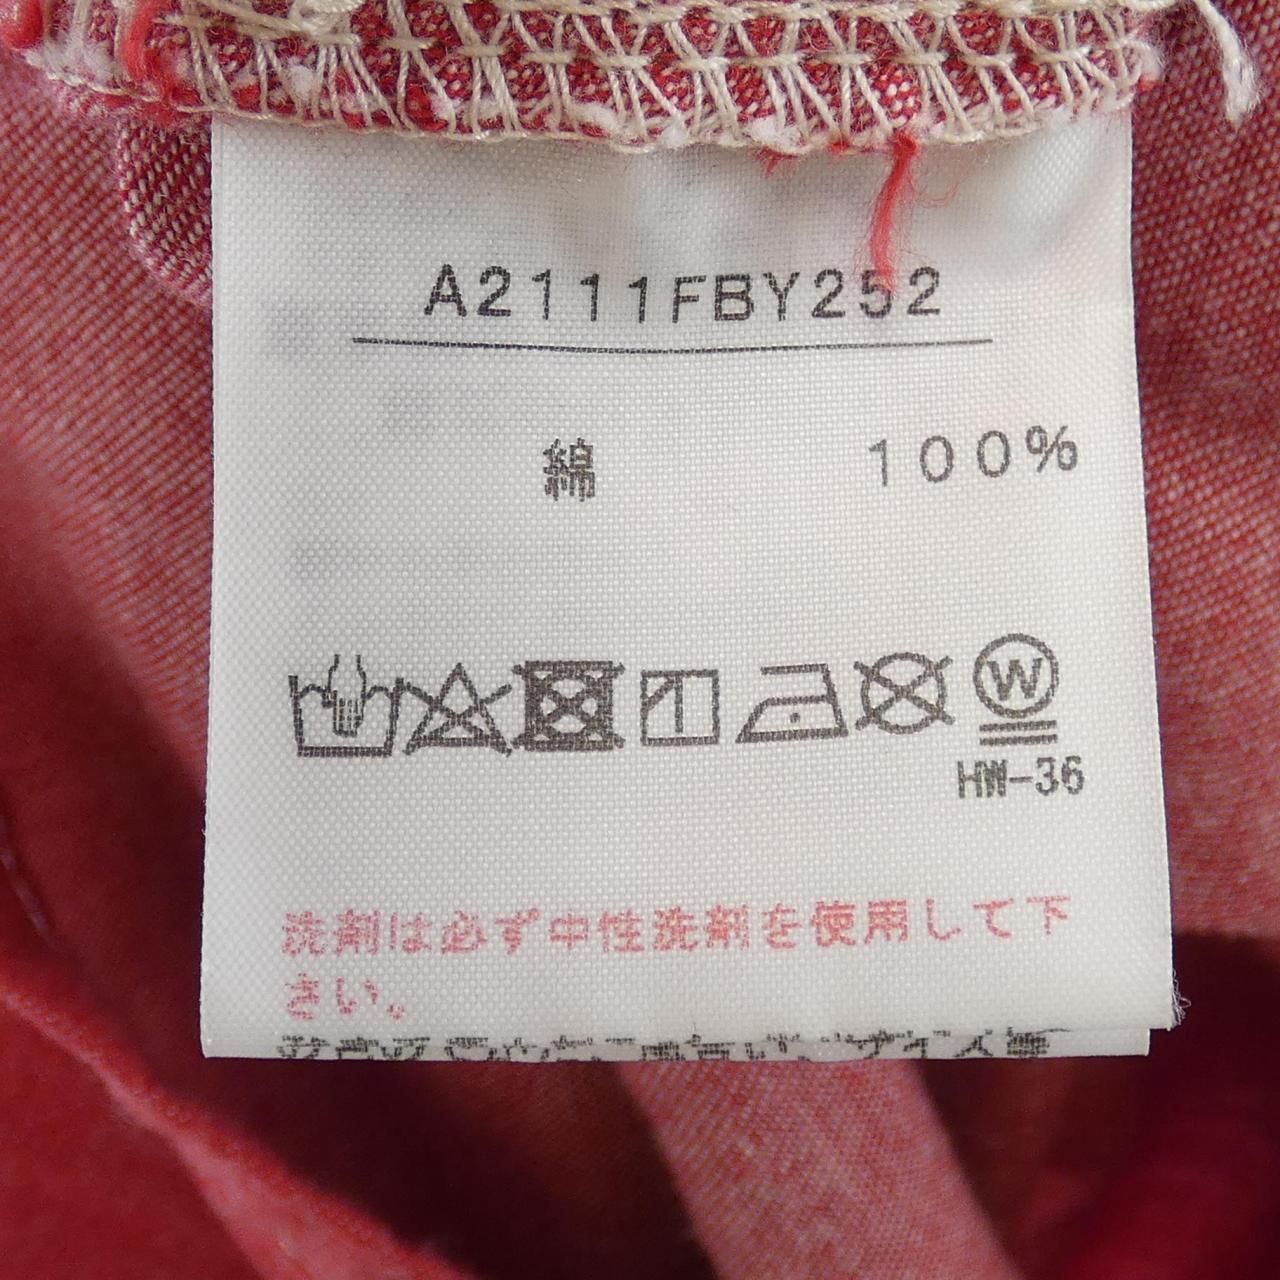 A2111FBY252
綿 100%
W
HW-36
洗剤は必ず中性洗剤を使用して下
さい。